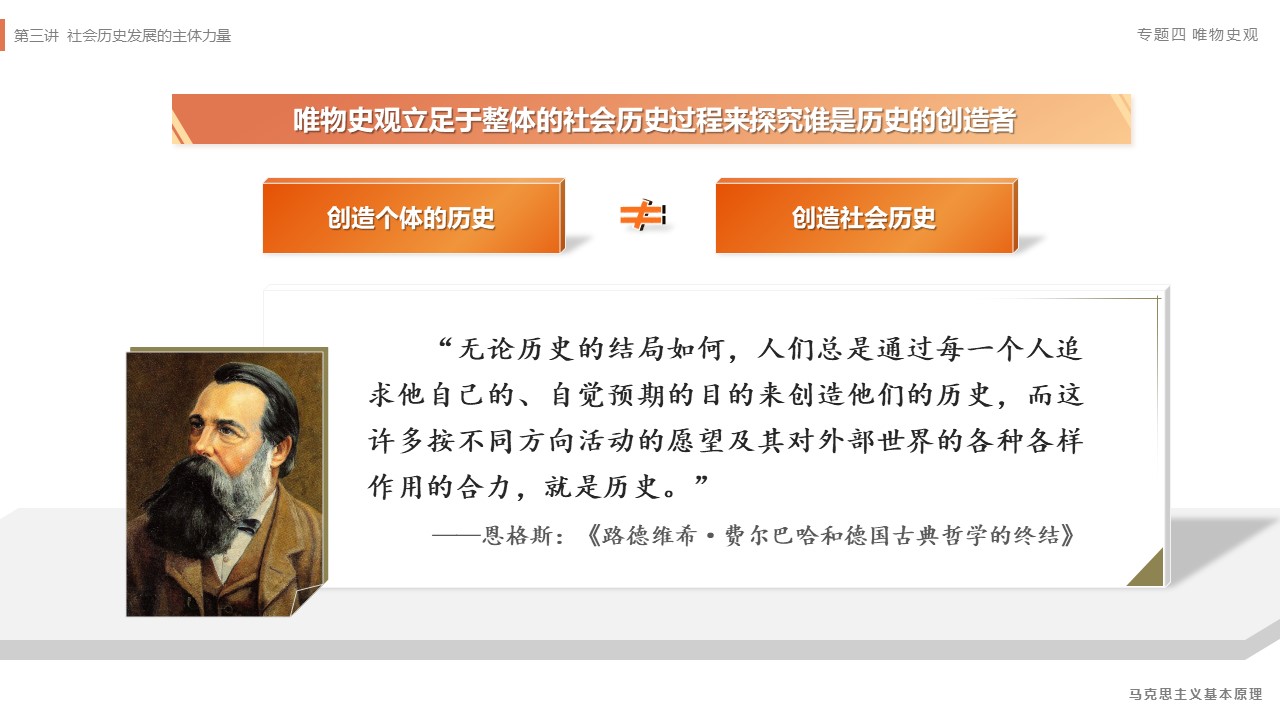 第三讲 社会历史发展的主体力量
专题四 唯物史观
唯物史观立足于整体的社会历史过程来探究谁是历史的创造者
创造个体的历史
≠
创造社会历史
“无论历史的结局如何，人们总是通过每一个人追
求他自己的、自觉预期的目的来创造他们的历史，而这
许多按不同方向活动的愿望及其对外部世界的各种各样
作用的合力，就是历史。”
——恩格斯：《路德维希·费尔巴哈和德国古典哲学的终结》
马克思主义基本原理